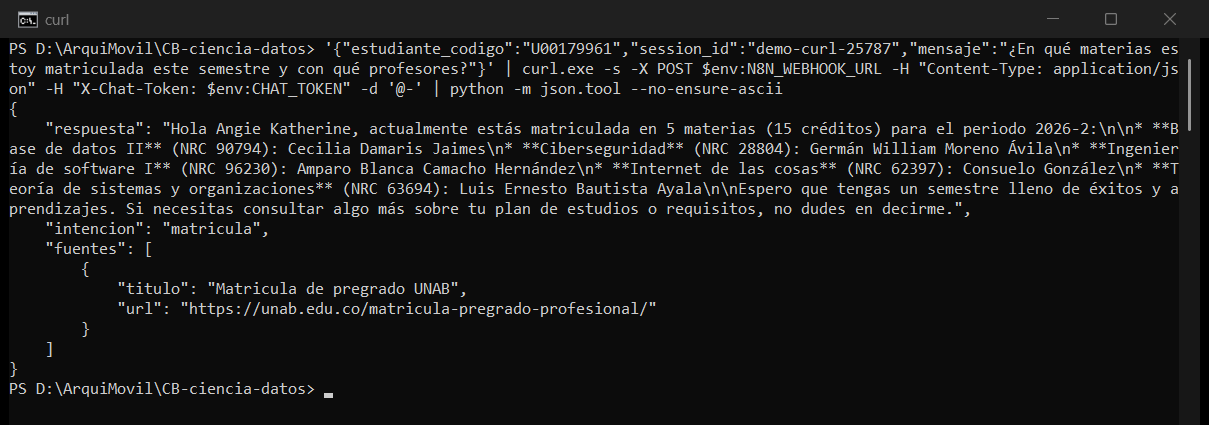 curl
PS D:\ArquiMovil\CB-ciencia-datos> '{"estudiante_codigo":"U00179961","session_id":"demo-curl-25787","mensaje":"¿En qué materias es
toy matriculada este semestre y con qué profesores?"}' | curl.exe -s -X POST $env:N8N_WEBHOOK_URL -H "Content-Type: application/js
on" -H "X-Chat-Token: $env:CHAT_TOKEN" -d '@-' | python -m json.tool --no-ensure-ascii
{
    "respuesta": "Hola Angie Katherine, actualmente estás matriculada en 5 materias (15 créditos) para el periodo 2026-2:\n\n* **B
ase de datos II** (NRC 90794): Cecilia Damaris Jaimes\n* **Ciberseguridad** (NRC 28804): Germán William Moreno Ávila\n* **Ingenier
ía de software I** (NRC 96230): Amparo Blanca Camacho Hernández\n* **Internet de las cosas** (NRC 62397): Consuelo González\n* **T
eoría de sistemas y organizaciones** (NRC 63694): Luis Ernesto Bautista Ayala\n\nEspero que tengas un semestre lleno de éxitos y a
prendizajes. Si necesitas consultar algo más sobre tu plan de estudios o requisitos, no dudes en decirme.",
    "intencion": "matricula",
    "fuentes": [
        {
            "titulo": "Matricula de pregrado UNAB",
            "url": "https://unab.edu.co/matricula-pregrado-profesional/"
        }
    ]
}
PS D:\ArquiMovil\CB-ciencia-datos>